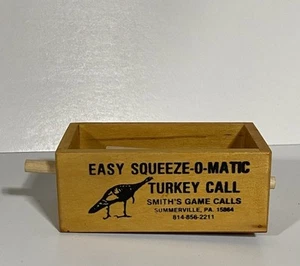 EASY SQUEEZE-O-MATIC
TURKEY CALL
SMITH'S GAME CALLS
SUMMERVILLE, PA. 15864
814-856-2211